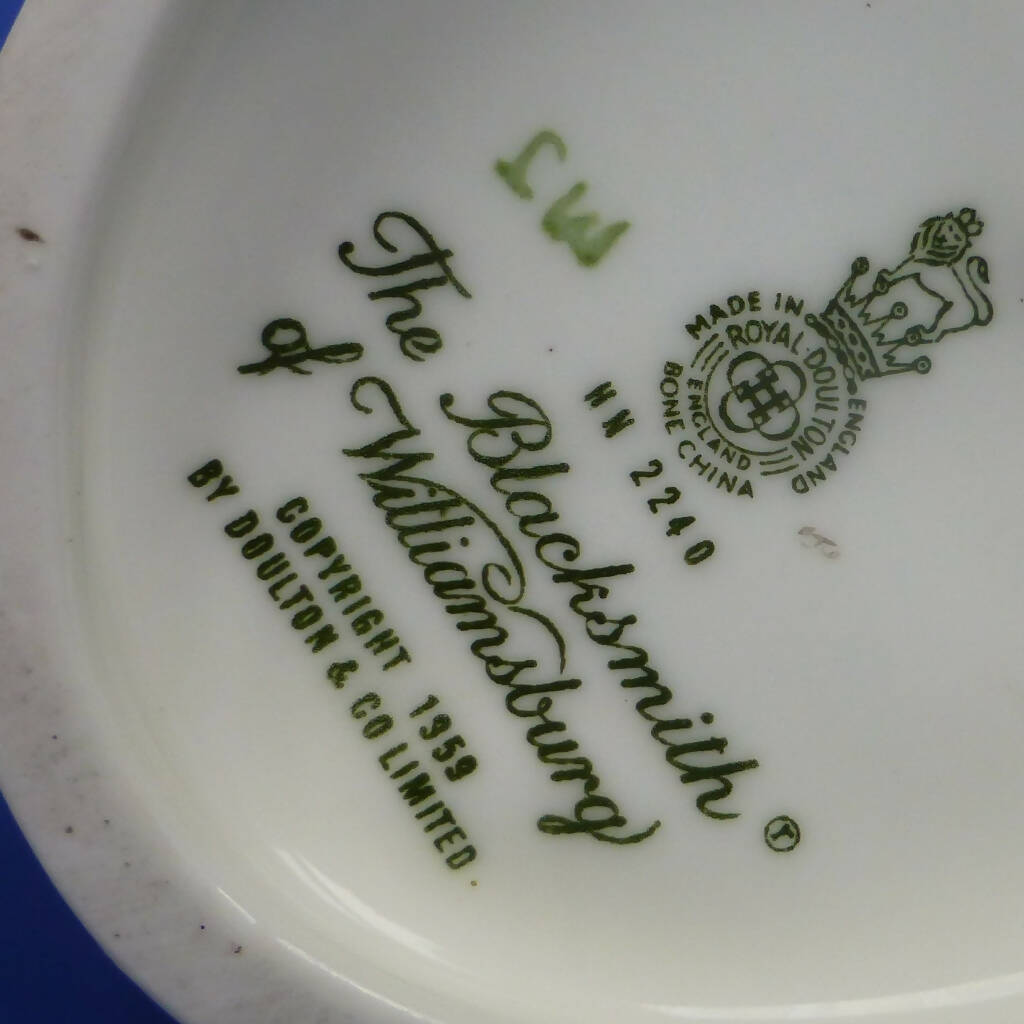 MADE IN ENGLAND
ROYAL DOULTON
ENGLAND
BONE CHINA
HN 2240
The Blacksmith ®
of Williamsburg
COPYRIGHT 1959
BY DOULTON & CO LIMITED